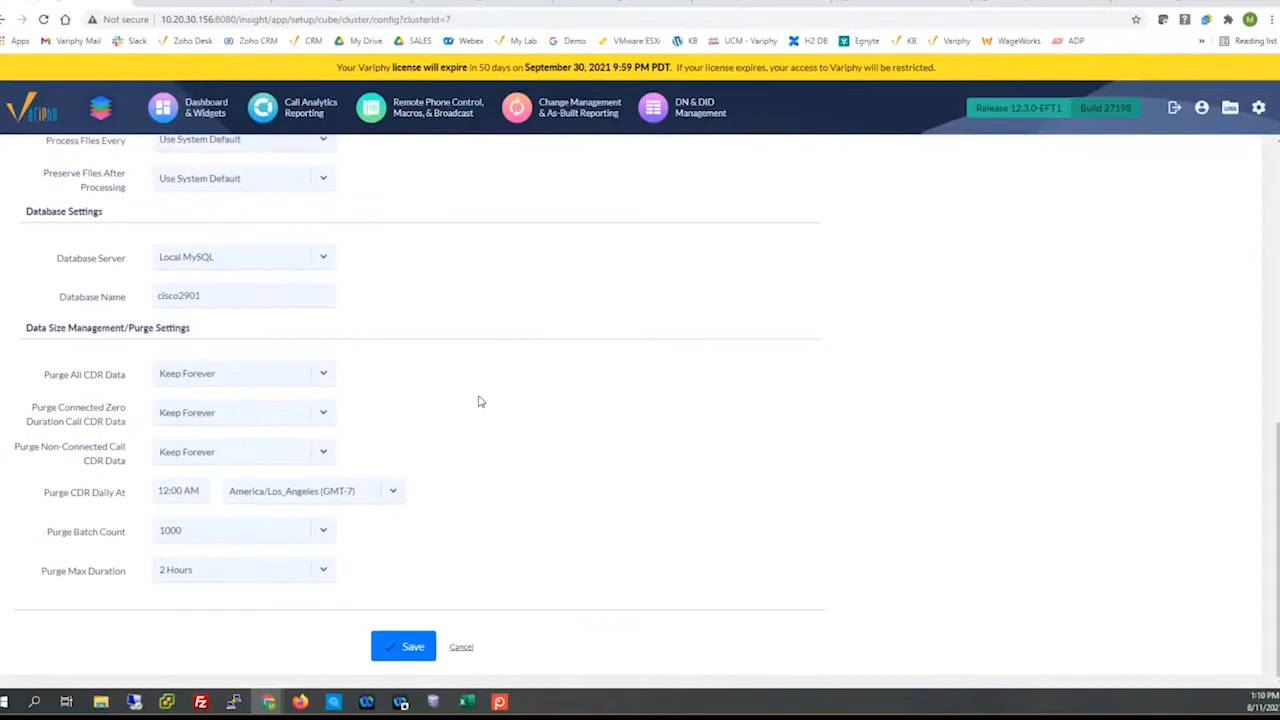 Not secure | 10.20.30.156:8080/insight/app/setup/cube/cluster/config?clusterId=7
Apps Variphy Mail Slack Zoho Desk Zoho CRM CRM My Drive SALES Webex My Lab Demo VMware ESXi KB UCM - Variphy H2 DB Egnyte KB Variphy WageWorks ADP » Reading list
Your Variphy license will expire in 50 days on September 30, 2021 9:59 PM PDT. If your license expires, your access to Variphy will be restricted.
Variphy
Dashboard & Widgets
Call Analytics Reporting
Remote Phone Control, Macros, & Broadcast
Change Management & As-Built Reporting
DN & DID Management
Release 12.3.0-EFT1 Build 27198
Process Files Every Use System Default
Preserve Files After Processing Use System Default
Database Settings
Database Server Local MySQL
Database Name cisco2901
Data Size Management/Purge Settings
Purge All CDR Data Keep Forever
Purge Connected Zero Duration Call CDR Data Keep Forever
Purge Non-Connected Call CDR Data Keep Forever
Purge CDR Daily At 12:00 AM America/Los_Angeles (GMT-7)
Purge Batch Count 1000
Purge Max Duration 2 Hours
Save Cancel
1:10 PM
8/11/202